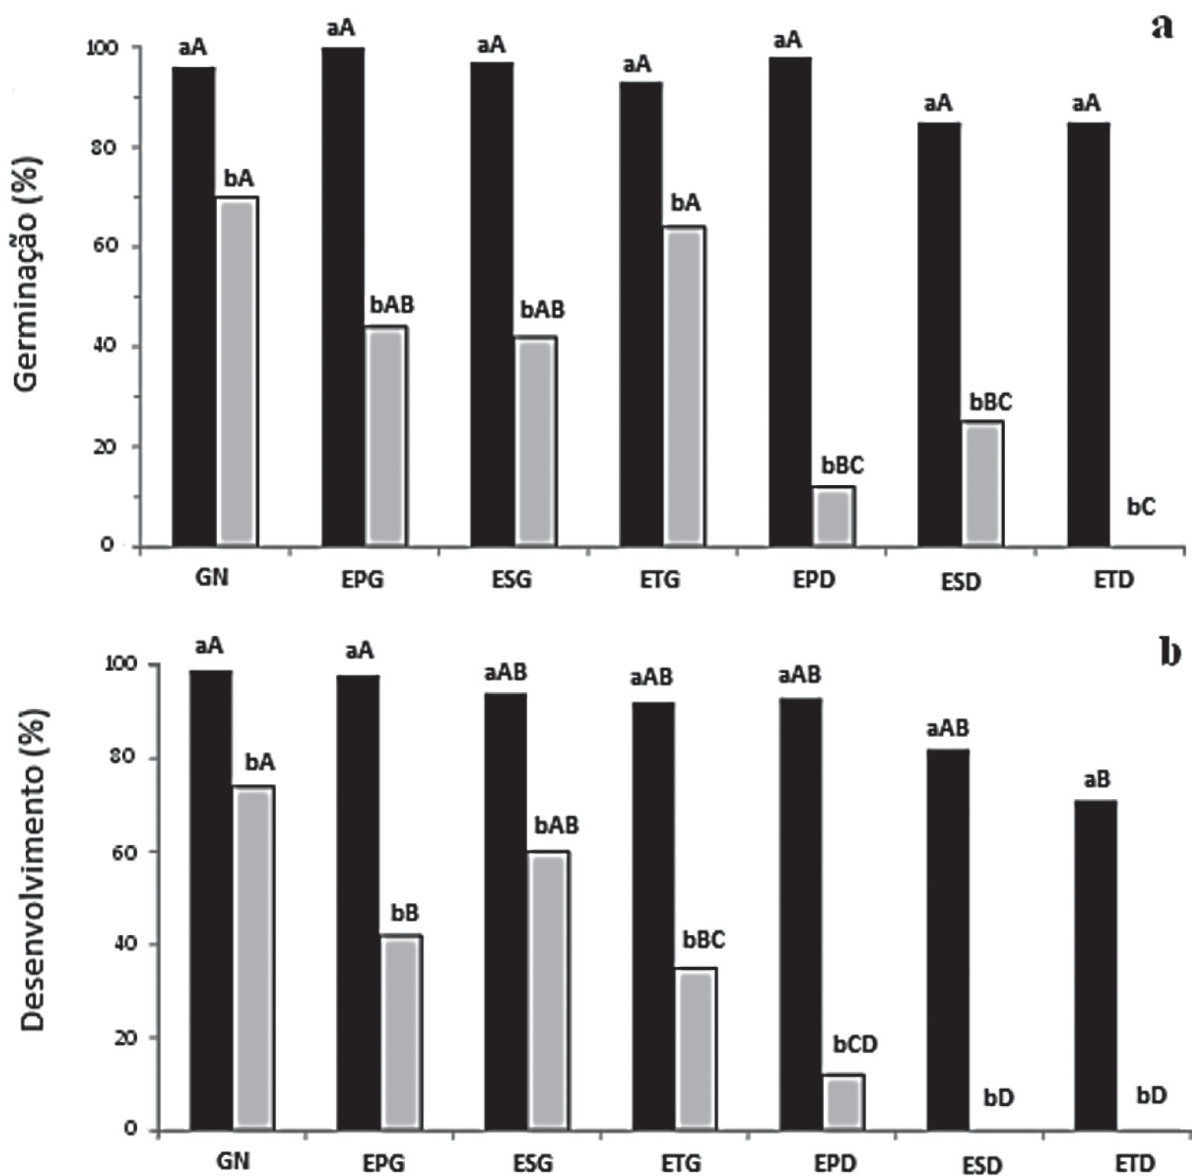 a
aA aA aA aA aA aA aA
bA bAB bAB bA bBC bBC bC
Germinação (%)
100
80
60
40
20
0
GN EPG ESG ETG EPD ESD ETD
b
aA aA aAB aAB aAB aAB aB
bA bB bAB bBC bCD bD bD
Desenvolvimento (%)
100
80
60
40
20
0
GN EPG ESG ETG EPD ESD ETD